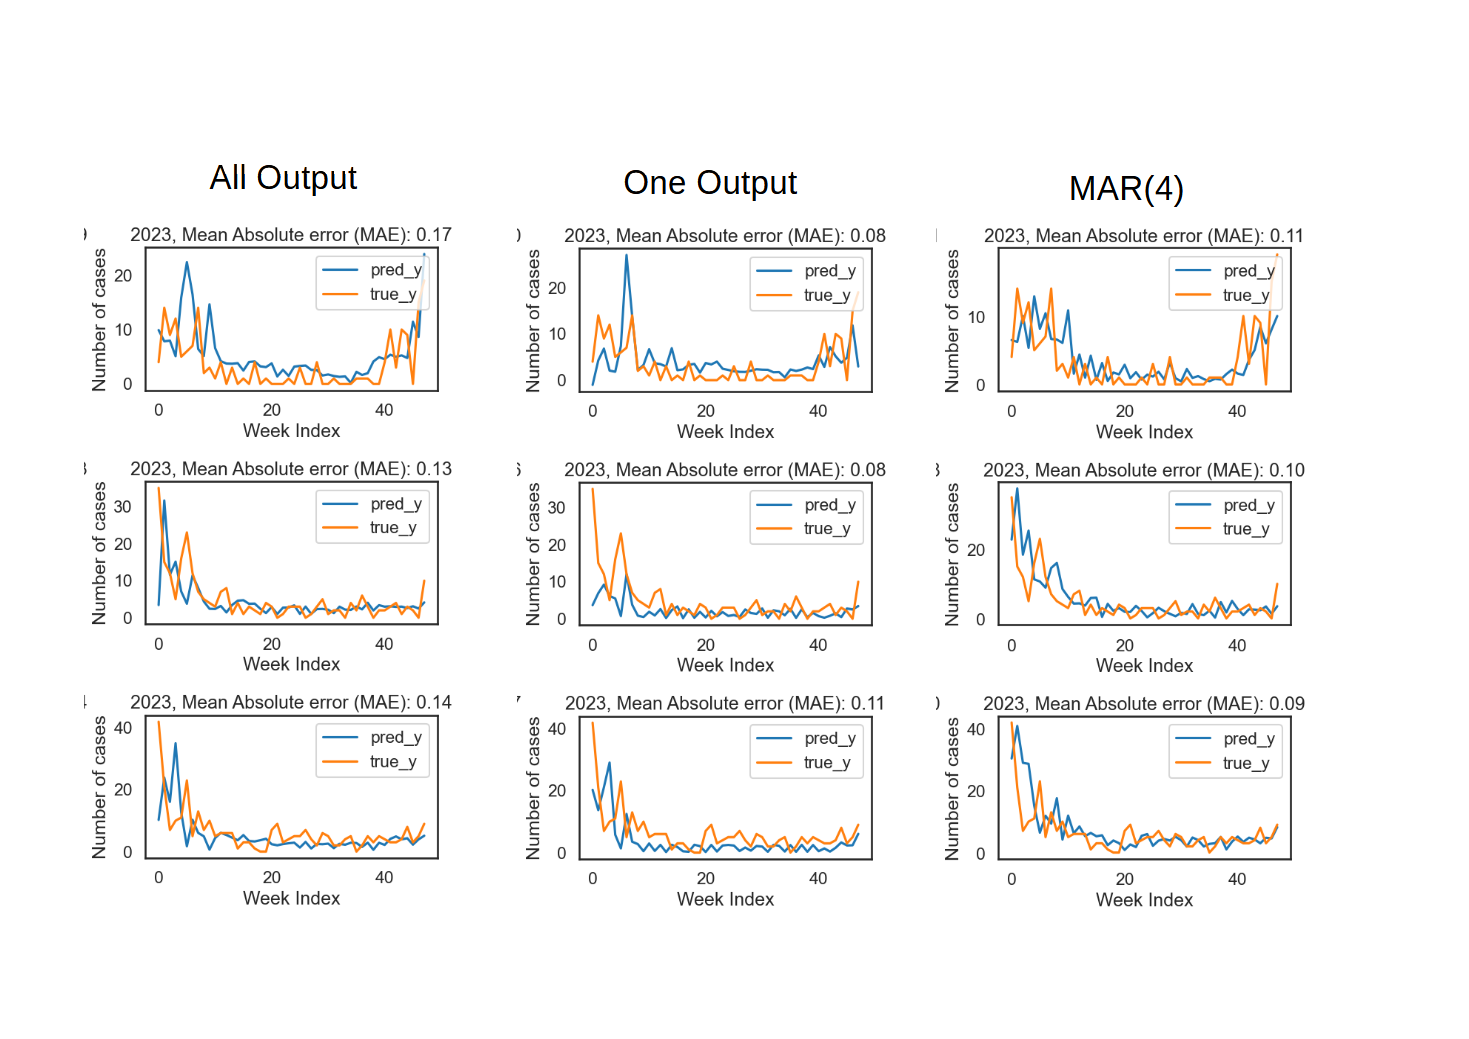 All Output
One Output
MAR(4)
2023, Mean Absolute error (MAE): 0.17
Number of cases
20
10
0
pred_y
true_y
0 20 40
Week Index
2023, Mean Absolute error (MAE): 0.08
Number of cases
20
10
0
pred_y
true_y
0 20 40
Week Index
2023, Mean Absolute error (MAE): 0.11
Number of cases
10
0
pred_y
true_y
0 20 40
Week Index
2023, Mean Absolute error (MAE): 0.13
Number of cases
30
20
10
0
pred_y
true_y
0 20 40
Week Index
2023, Mean Absolute error (MAE): 0.08
Number of cases
30
20
10
0
pred_y
true_y
0 20 40
Week Index
2023, Mean Absolute error (MAE): 0.10
Number of cases
20
0
pred_y
true_y
0 20 40
Week Index
2023, Mean Absolute error (MAE): 0.14
Number of cases
40
20
0
pred_y
true_y
0 20 40
Week Index
2023, Mean Absolute error (MAE): 0.11
Number of cases
40
20
0
pred_y
true_y
0 20 40
Week Index
2023, Mean Absolute error (MAE): 0.09
Number of cases
40
20
0
pred_y
true_y
0 20 40
Week Index